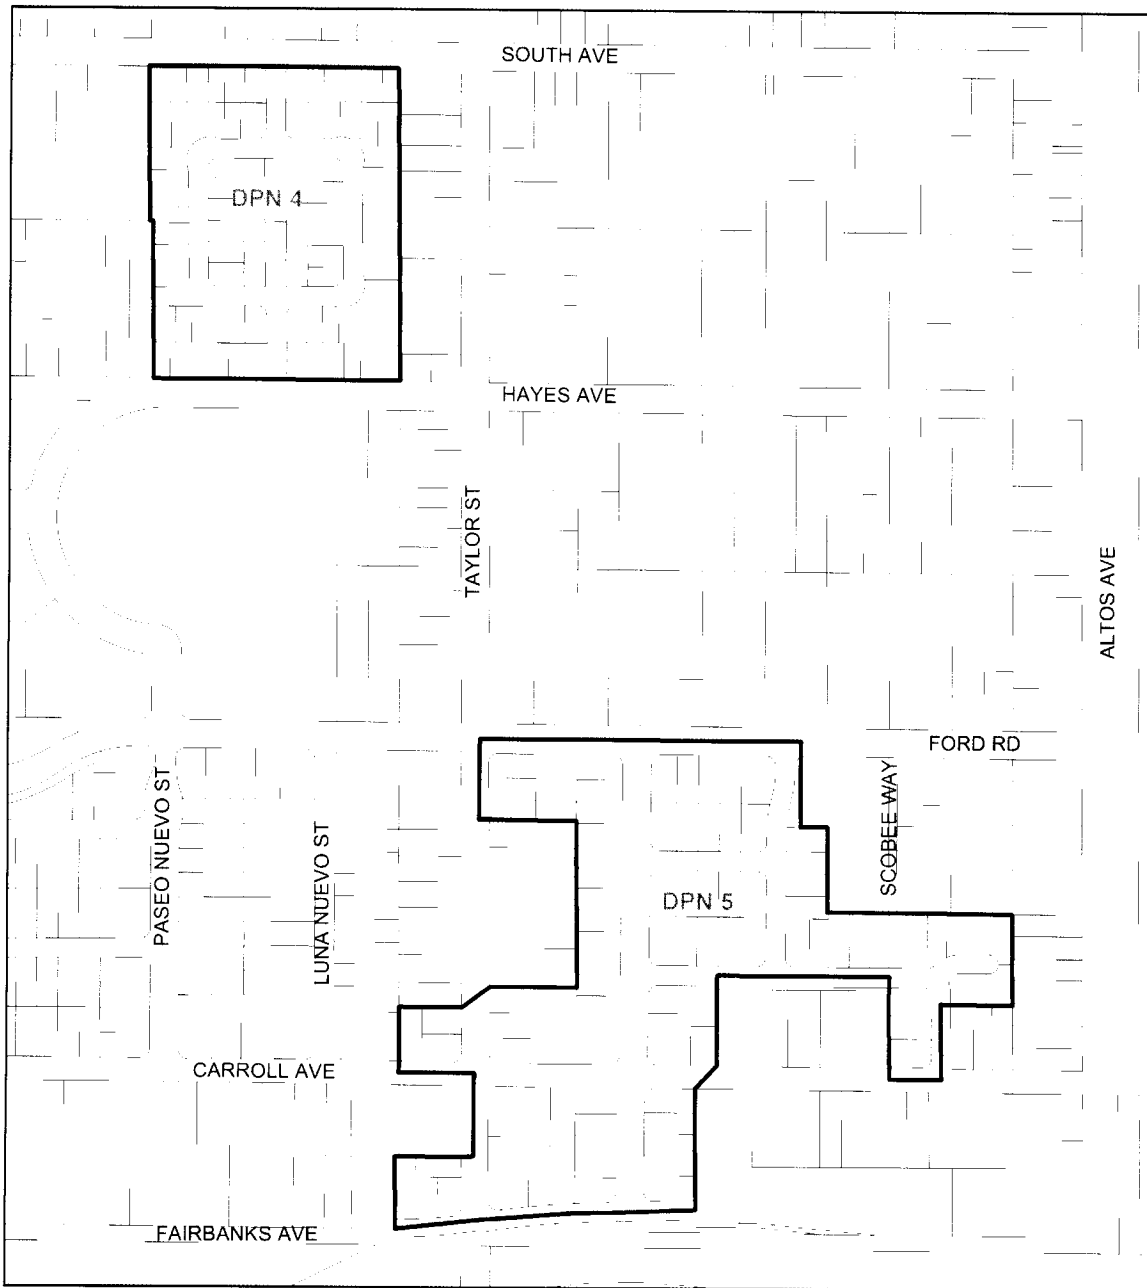 SOUTH AVE
DPN 4
HAYES AVE
TAYLOR ST
ALTOS AVE
FORD RD
SCOBEE WAY
PASEO NUEVO ST
LUNA NUEVO ST
DPN 5
CARROLL AVE
FAIRBANKS AVE